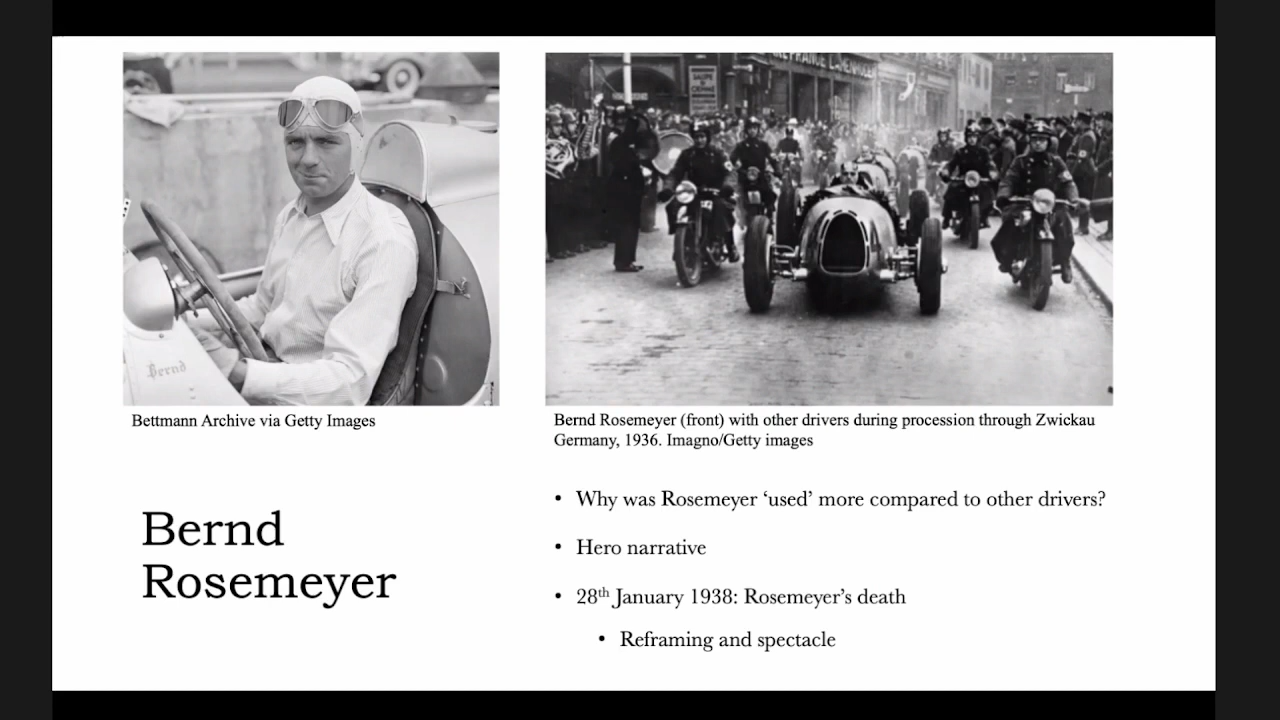 Bernd
Bettmann Archive via Getty Images
Bernd Rosemeyer (front) with other drivers during procession through Zwickau
Germany, 1936. Imagno/Getty images
Bernd
Rosemeyer
• Why was Rosemeyer ‘used’ more compared to other drivers?
• Hero narrative
• 28th January 1938: Rosemeyer’s death
• Reframing and spectacle